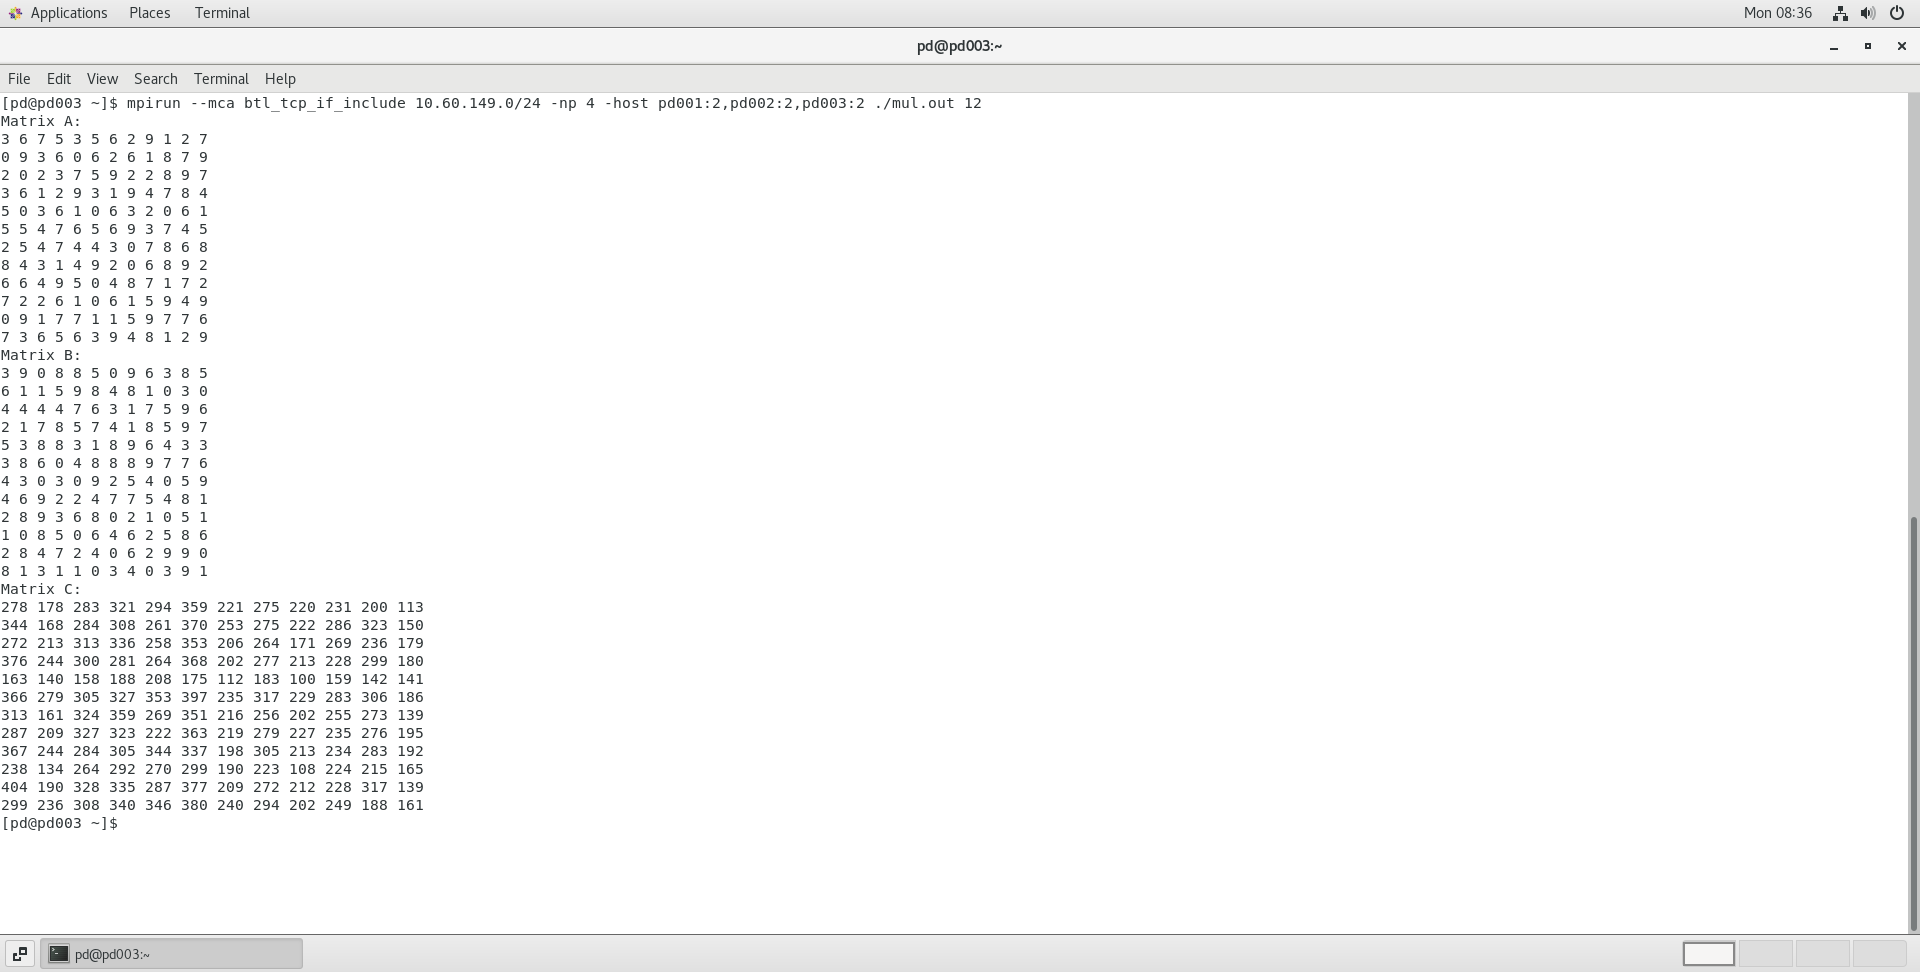 Applications Places Terminal Mon 08:36
pd@pd003:~
File Edit View Search Terminal Help
[pd@pd003 ~]$ mpirun --mca btl_tcp_if_include 10.60.149.0/24 -np 4 -host pd001:2,pd002:2,pd003:2 ./mul.out 12
Matrix A:
3 6 7 5 3 5 6 2 9 1 2 7
0 9 3 6 0 6 2 6 1 8 7 9
2 0 2 3 7 5 9 2 2 8 9 7
3 6 1 2 9 3 1 9 4 7 8 4
5 0 3 6 1 0 6 3 2 0 6 1
5 5 4 7 6 5 6 9 3 7 4 5
2 5 4 7 4 4 3 0 7 8 6 8
8 4 3 1 4 9 2 0 6 8 9 2
6 6 4 9 5 0 4 8 7 1 7 2
7 2 2 6 1 0 6 1 5 9 4 9
0 9 1 7 7 1 1 5 9 7 7 6
7 3 6 5 6 3 9 4 8 1 2 9
Matrix B:
3 9 0 8 8 5 0 9 6 3 8 5
6 1 1 5 9 8 4 8 1 0 3 0
4 4 4 4 7 6 3 1 7 5 9 6
2 1 7 8 5 7 4 1 8 5 9 7
5 3 8 8 3 1 8 9 6 4 3 3
3 8 6 0 4 8 8 8 9 7 7 6
4 3 0 3 0 9 2 5 4 0 5 9
4 6 9 2 2 4 7 7 5 4 8 1
2 8 9 3 6 8 0 2 1 0 5 1
1 0 8 5 0 6 4 6 2 5 8 6
2 8 4 7 2 4 0 6 2 9 9 0
8 1 3 1 1 0 3 4 0 3 9 1
Matrix C:
278 178 283 321 294 359 221 275 220 231 200 113
344 168 284 308 261 370 253 275 222 286 323 150
272 213 313 336 258 353 206 264 171 269 236 179
376 244 300 281 264 368 202 277 213 228 299 180
163 140 158 188 208 175 112 183 100 159 142 141
366 279 305 327 353 397 235 317 229 283 306 186
313 161 324 359 269 351 216 256 202 255 273 139
287 209 327 323 222 363 219 279 227 235 276 195
367 244 284 305 344 337 198 305 213 234 283 192
238 134 264 292 270 299 190 223 108 224 215 165
404 190 328 335 287 377 209 272 212 228 317 139
299 236 308 340 346 380 240 294 202 249 188 161
[pd@pd003 ~]$
pd@pd003:~